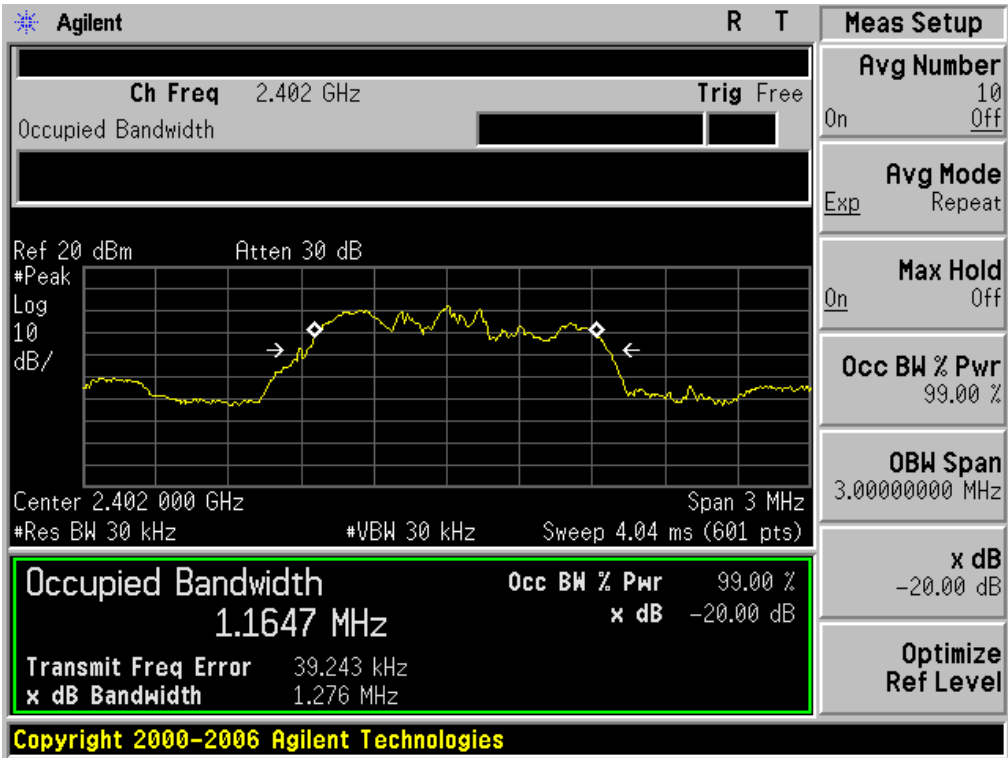 Agilent R T
Ch Freq 2.402 GHz Trig Free
Occupied Bandwidth
Ref 20 dBm Atten 30 dB
#Peak
Log
10
dB/
Center 2.402 000 GHz Span 3 MHz
#Res BW 30 kHz #VBW 30 kHz Sweep 4.04 ms (601 pts)
Occupied Bandwidth Occ BW % Pwr 99.00 %
1.1647 MHz x dB -20.00 dB
Transmit Freq Error 39.243 kHz
x dB Bandwidth 1.276 MHz
Copyright 2000-2006 Agilent Technologies
Meas Setup
Avg Number
10
On Off
Avg Mode
Exp Repeat
Max Hold
On Off
Occ BW % Pwr
99.00 %
OBW Span
3.00000000 MHz
x dB
-20.00 dB
Optimize
Ref Level